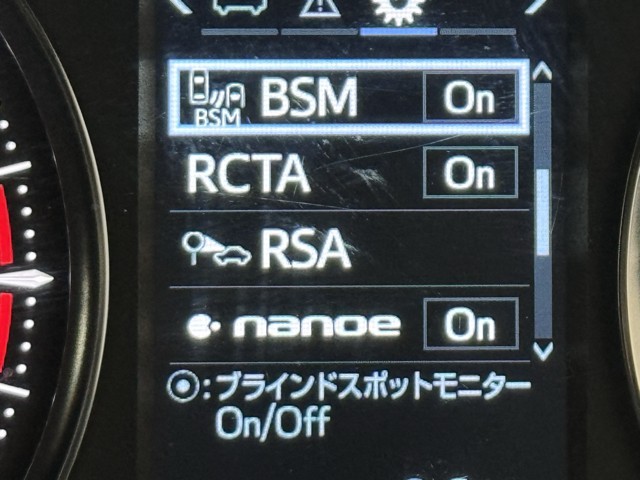 BSM BSM On
RCTA On
RSA
nanoe On
⦿:ブラインドスポットモニター
On/Off